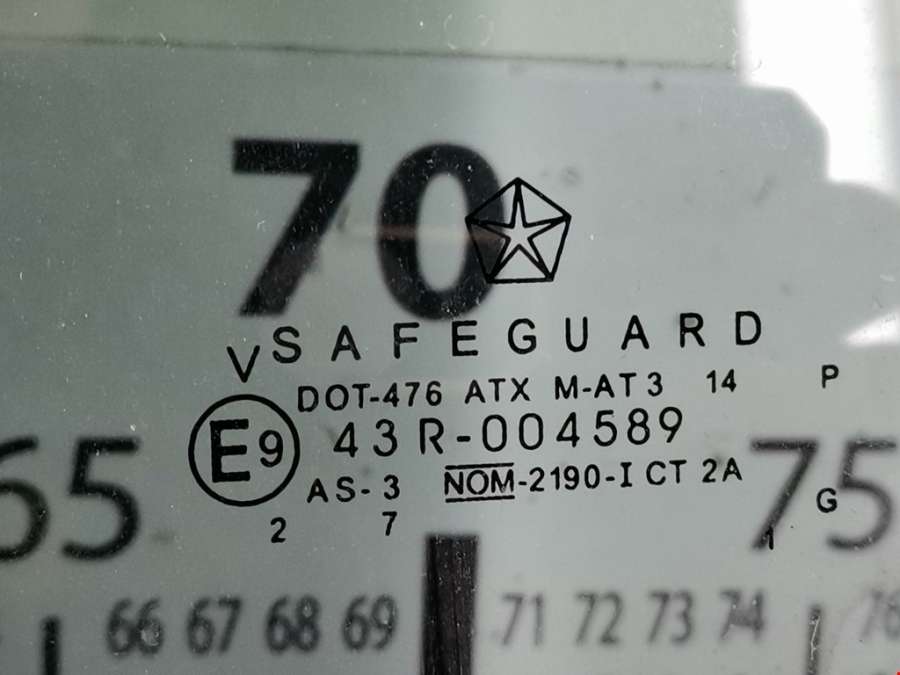 70
V SAFEGUARD
DOT-476 ATX M-AT3 14 P
E9 43R-004589
65 75
AS-3 NOM-2190-I CT 2A G
2 7 1
66 67 68 69 71 72 73 74 76